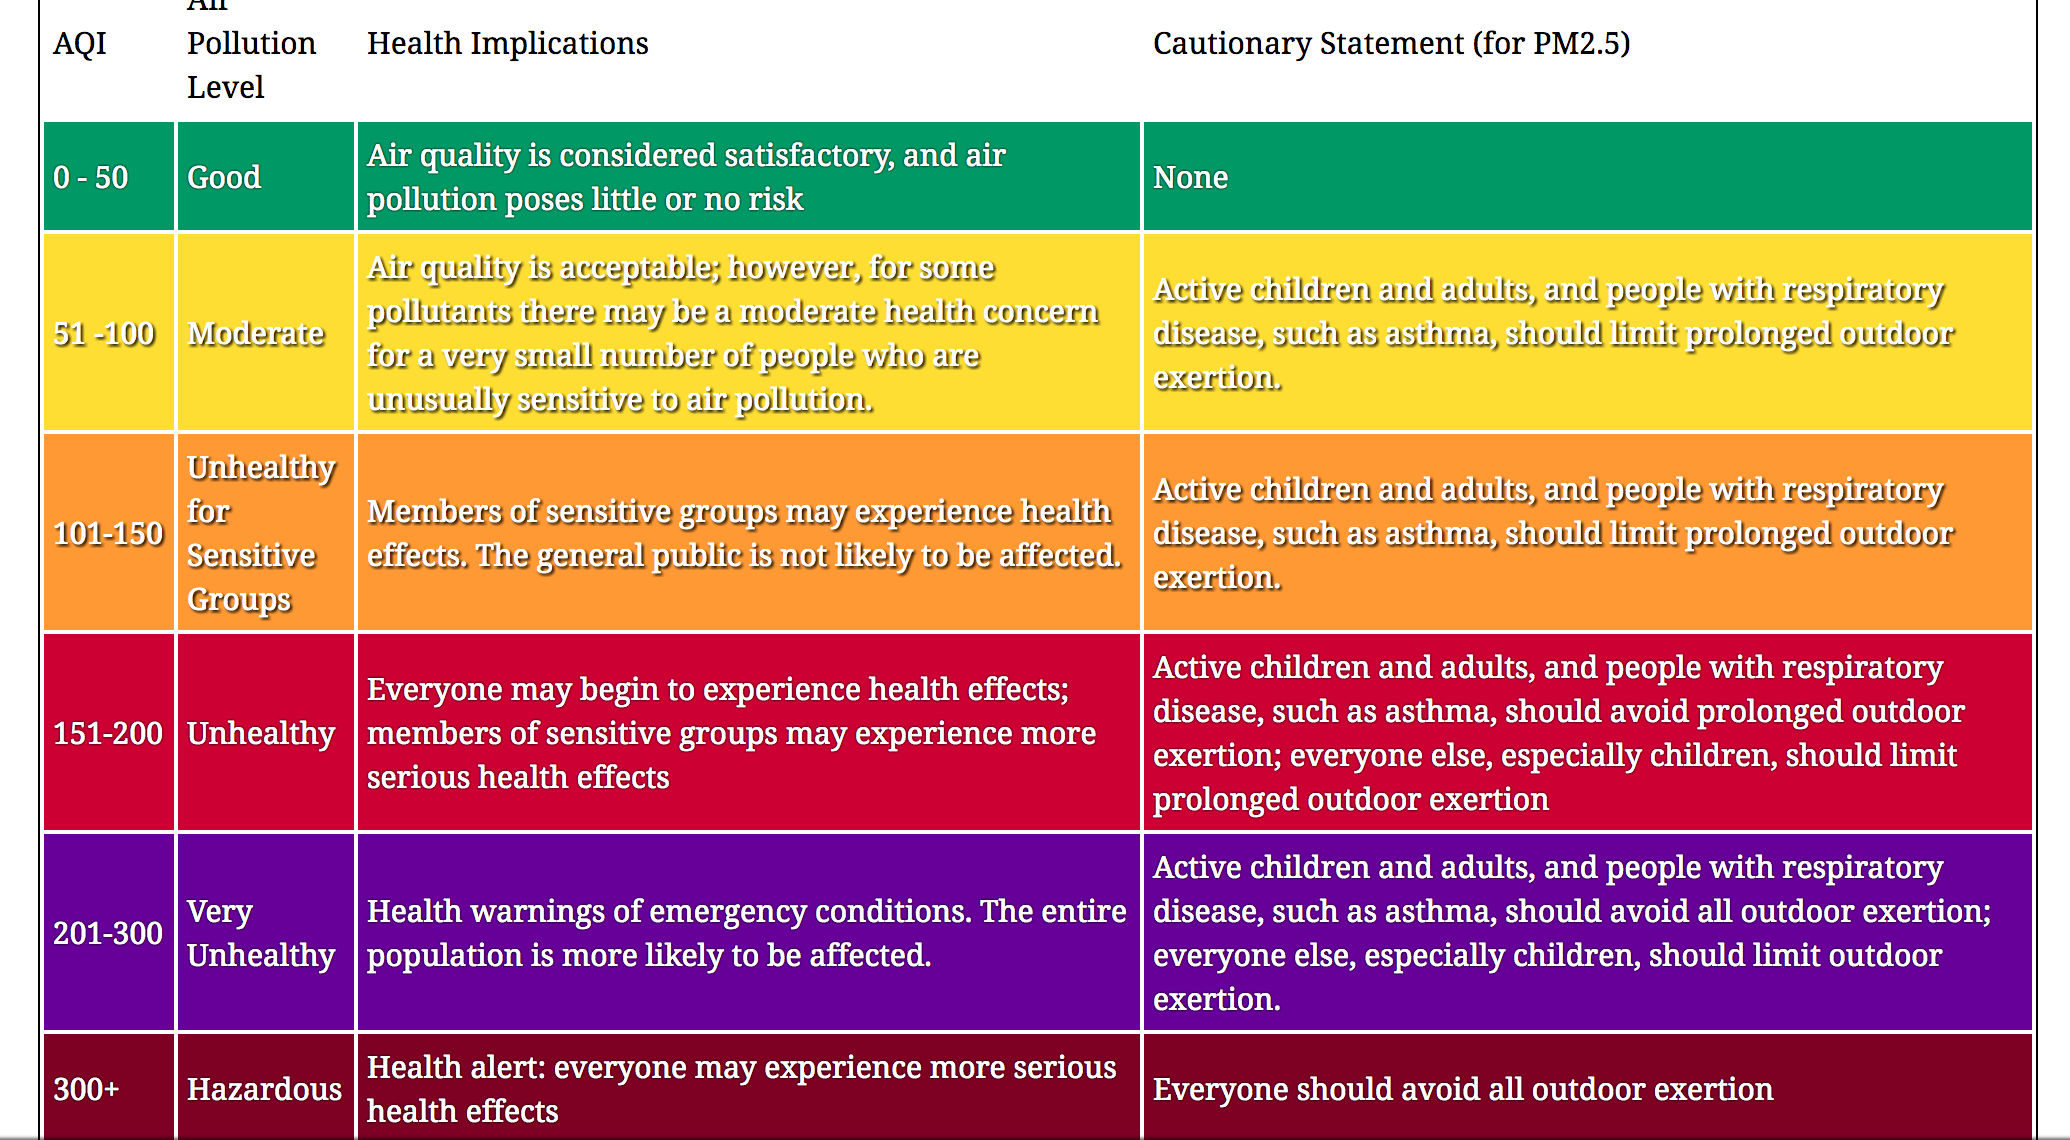 AQI
Air
Pollution
Level
Health Implications
Cautionary Statement (for PM2.5)
0 - 50
Good
Air quality is considered satisfactory, and air
pollution poses little or no risk
None
51 -100
Moderate
Air quality is acceptable; however, for some
pollutants there may be a moderate health concern
for a very small number of people who are
unusually sensitive to air pollution.
Active children and adults, and people with respiratory
disease, such as asthma, should limit prolonged outdoor
exertion.
101-150
Unhealthy
for
Sensitive
Groups
Members of sensitive groups may experience health
effects. The general public is not likely to be affected.
Active children and adults, and people with respiratory
disease, such as asthma, should limit prolonged outdoor
exertion.
151-200
Unhealthy
Everyone may begin to experience health effects;
members of sensitive groups may experience more
serious health effects
Active children and adults, and people with respiratory
disease, such as asthma, should avoid prolonged outdoor
exertion; everyone else, especially children, should limit
prolonged outdoor exertion
201-300
Very
Unhealthy
Health warnings of emergency conditions. The entire
population is more likely to be affected.
Active children and adults, and people with respiratory
disease, such as asthma, should avoid all outdoor exertion;
everyone else, especially children, should limit outdoor
exertion.
300+
Hazardous
Health alert: everyone may experience more serious
health effects
Everyone should avoid all outdoor exertion